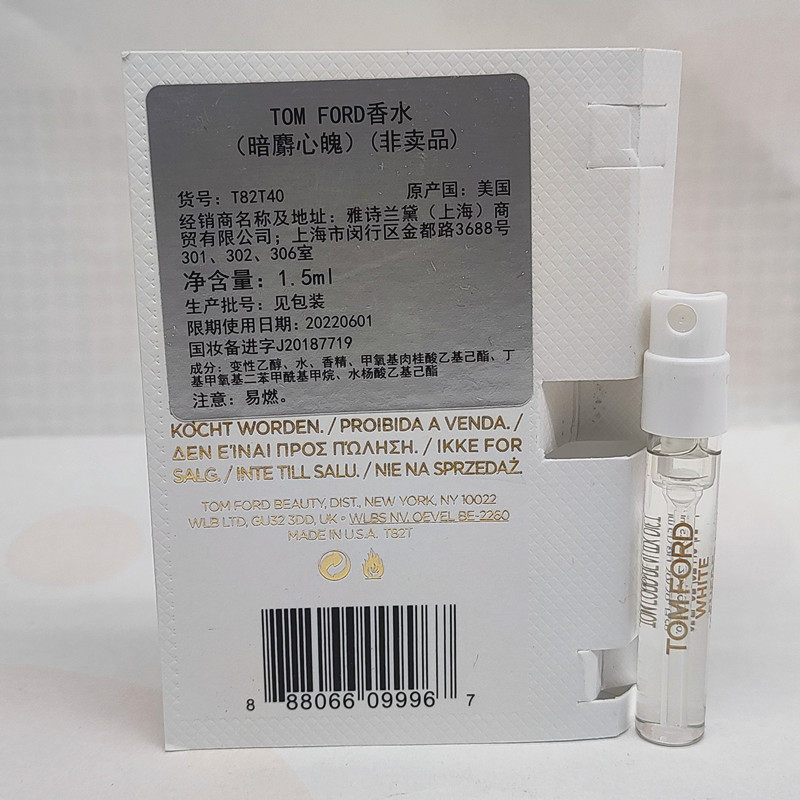 TOM FORD香水
(暗麝心魄)(非卖品)
货号: T82T40 原产国: 美国
经销商名称及地址: 雅诗兰黛(上海)商
贸有限公司; 上海市闵行区金都路3688号
301、302、306室
净含量: 1.5ml
生产批号: 见包装
限期使用日期: 20220601
国妆备进字J20187719
成分: 变性乙醇、水、香精、甲氧基肉桂酸乙基己酯、丁
基甲氧基二苯甲酰基甲烷、水杨酸乙基己酯
注意: 易燃。
KOCHT WORDEN. / PROIBIDA A VENDA. /
ΔΕΝ ΕΊΝΑΙ ΠΡΟΣ ΠΏΛΗΣΗ. / IKKE FOR
SALG. / INTE TILL SALU. / NIE NA SPRZEDAŻ.
TOM FORD BEAUTY, DIST., NEW YORK, NY 10022
WLB LTD, GU32 3DD, UK • WLBS NV. OEVEL BE-2260
MADE IN U.S.A. T82T
8 88066 09996 7
TOM FORD
WHITE